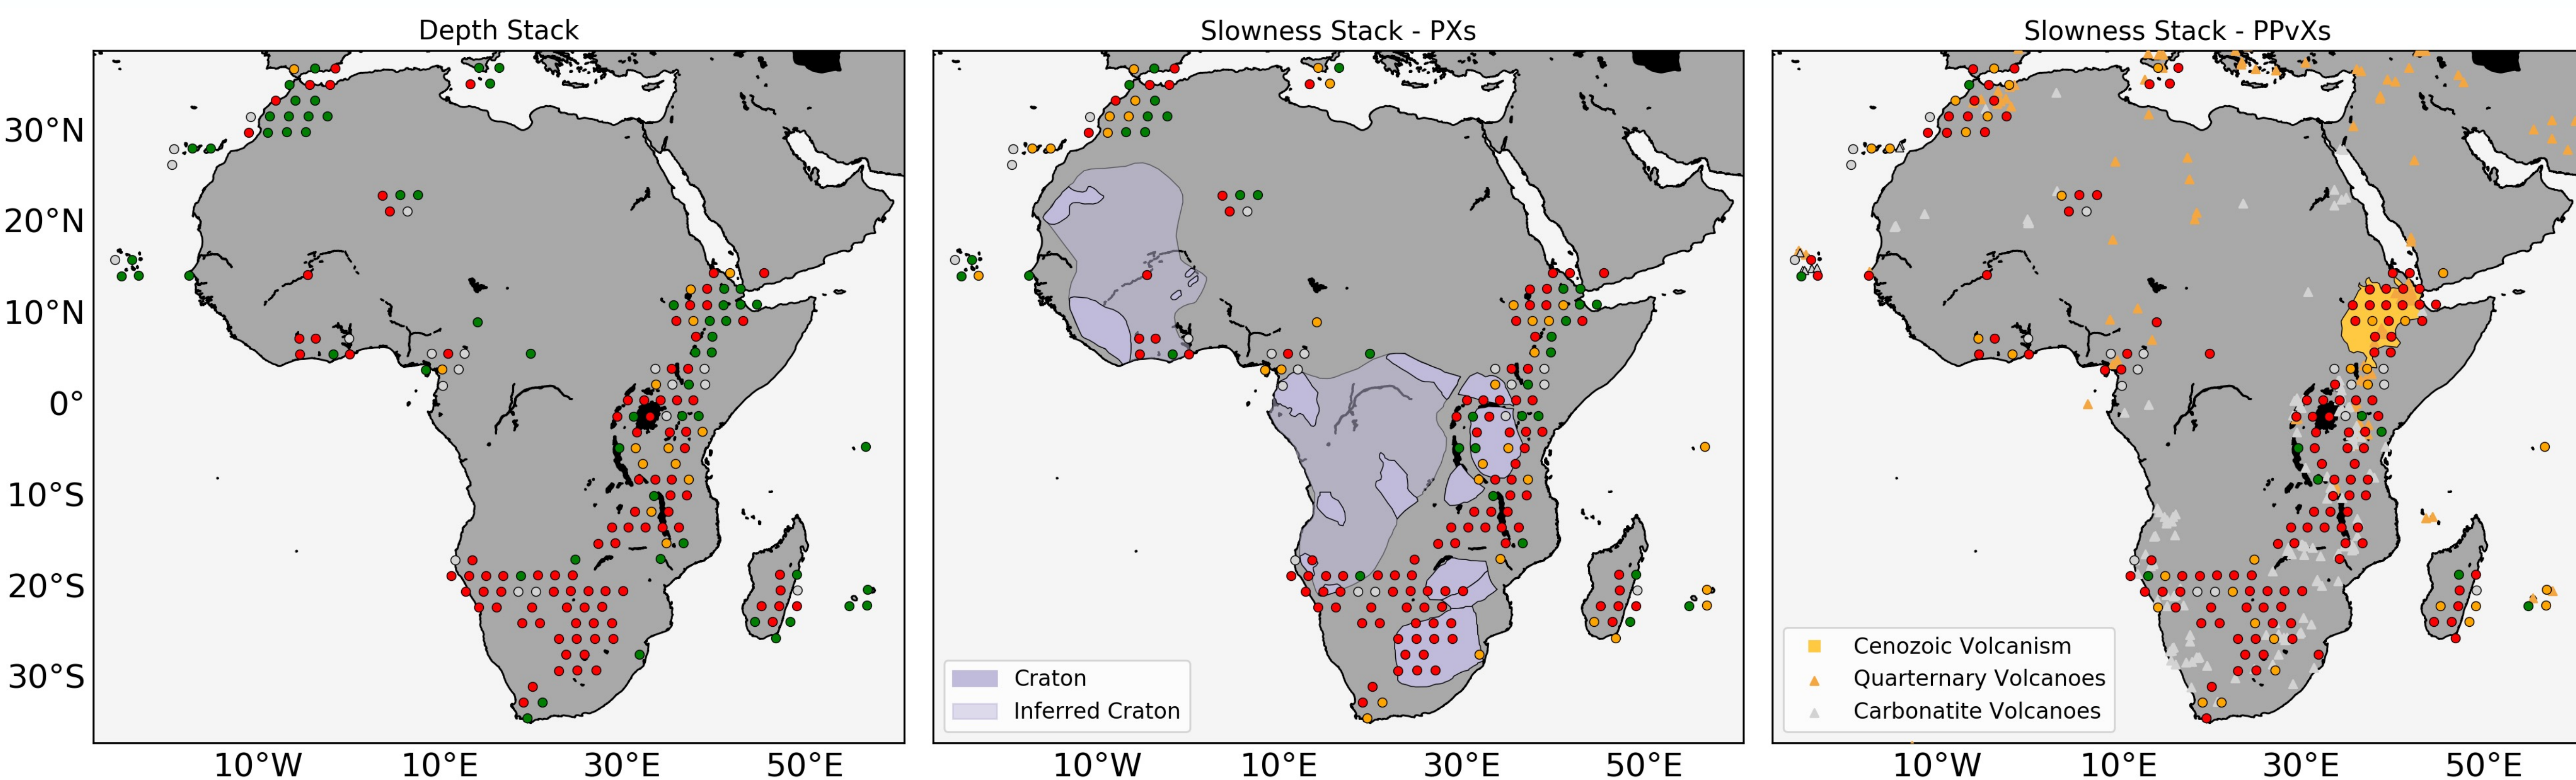 Depth Stack
Slowness Stack - PXs
Slowness Stack - PPvXs
30°N
20°N
10°N
0°
10°S
20°S
30°S
10°W 10°E 30°E 50°E
10°W 10°E 30°E 50°E
10°W 10°E 30°E 50°E
Craton
Inferred Craton
Cenozoic Volcanism
Quarternary Volcanoes
Carbonatite Volcanoes